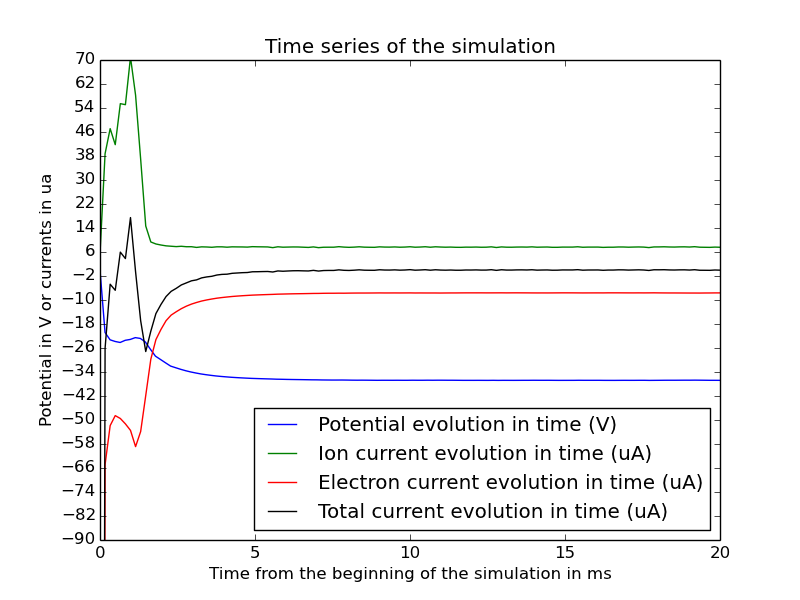 Time series of the simulation
Potential in V or currents in ua
70
62
54
46
38
30
22
14
6
−2
−10
−18
−26
−34
−42
−50
−58
−66
−74
−82
−90
Potential evolution in time (V)
Ion current evolution in time (uA)
Electron current evolution in time (uA)
Total current evolution in time (uA)
0 5 10 15 20
Time from the beginning of the simulation in ms